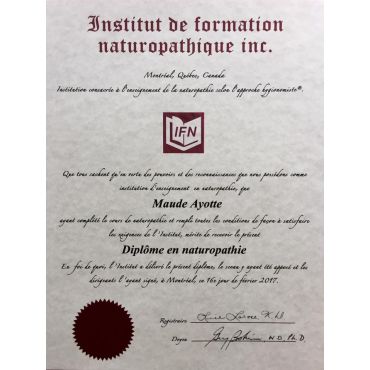 Institut de formation
naturopathique inc.
Montréal, Québec, Canada
Institution consacrée à l'enseignement de la naturopathie selon l'approche hygionomiste®.
IFN
Que tous sachent qu'en vertu des pouvoirs et des reconnaissances que nous possédons comme
institution d'enseignement en naturopathie, que
Maude Ayotte
ayant complété le cours de naturopathie et rempli toutes les conditions de façon à satisfaire
les exigences de l'Institut, mérite de recevoir le présent
Diplôme en naturopathie
En foi de quoi, l'Institut a délivré le présent diplôme, le sceau y ayant été apposé et les
dirigeants l'ayant signé, à Montréal, ce 16e jour de février 2017.
Registraire
Doyen N.D., Ph.D.